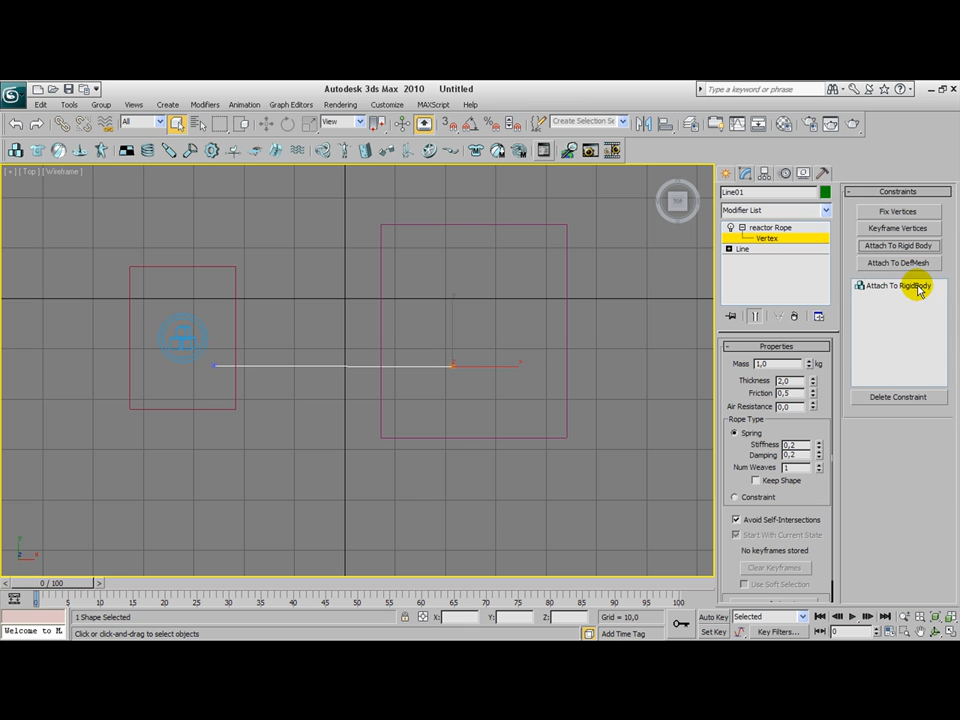 Autodesk 3ds Max 2010 Untitled
Type a keyword or phrase
Edit Tools Group Views Create Modifiers Animation Graph Editors Rendering Customize MAXScript Help
All
View
Create Selection Se
[ + ] [ Top ] [ Wireframe ]
TOP
Line01
Modifier List
reactor Rope
Vertex
Line
Constraints
Fix Vertices
Keyframe Vertices
Attach To Rigid Body
Attach To DefMesh
Attach To RigidBody
Delete Constraint
Properties
Mass 1,0 kg
Thickness 2,0
Friction 0,5
Air Resistance 0,0
Rope Type
Spring
Stiffness 0,2
Damping 0,2
Num Weaves 1
Keep Shape
Constraint
Avoid Self-Intersections
Start With Current State
No keyframes stored
Clear Keyframes
Use Soft Selection
y
z x
0 / 100
0 5 10 15 20 25 30 35 40 45 50 55 60 65 70 75 80 85 90 95 100
1 Shape Selected
X: Y: Z: Grid = 10,0
Auto Key Selected
Welcome to M
Click or click-and-drag to select objects
Add Time Tag
Set Key Key Filters... 0